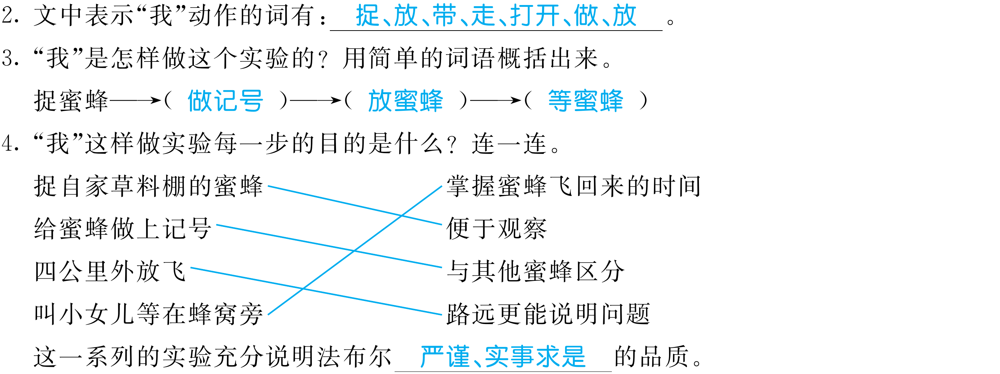 2. 文中表示“我”动作的词有： 捉、放、带、走、打开、做、放 。
3. “我”是怎样做这个实验的？用简单的词语概括出来。
捉蜜蜂→（ 做记号 ）→（ 放蜜蜂 ）→（ 等蜜蜂 ）
4. “我”这样做实验每一步的目的是什么？连一连。
捉自家草料棚的蜜蜂 掌握蜜蜂飞回来的时间
给蜜蜂做上记号 便于观察
四公里外放飞 与其他蜜蜂区分
叫小女儿等在蜂窝旁 路远更能说明问题
这一系列的实验充分说明法布尔 严谨、实事求是 的品质。